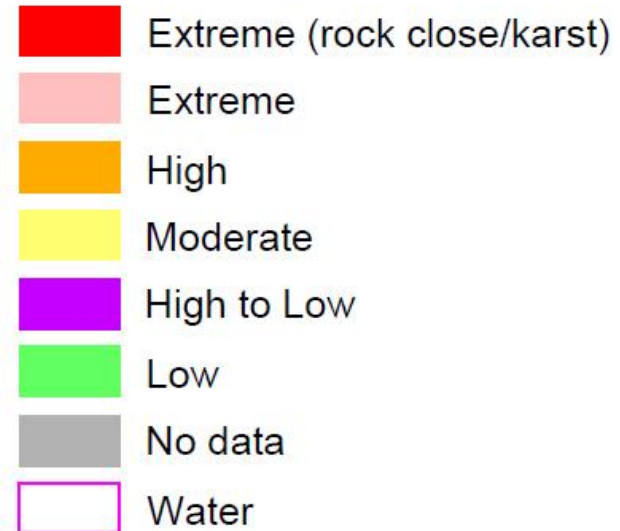 Extreme (rock close/karst)
Extreme
High
Moderate
High to Low
Low
No data
Water